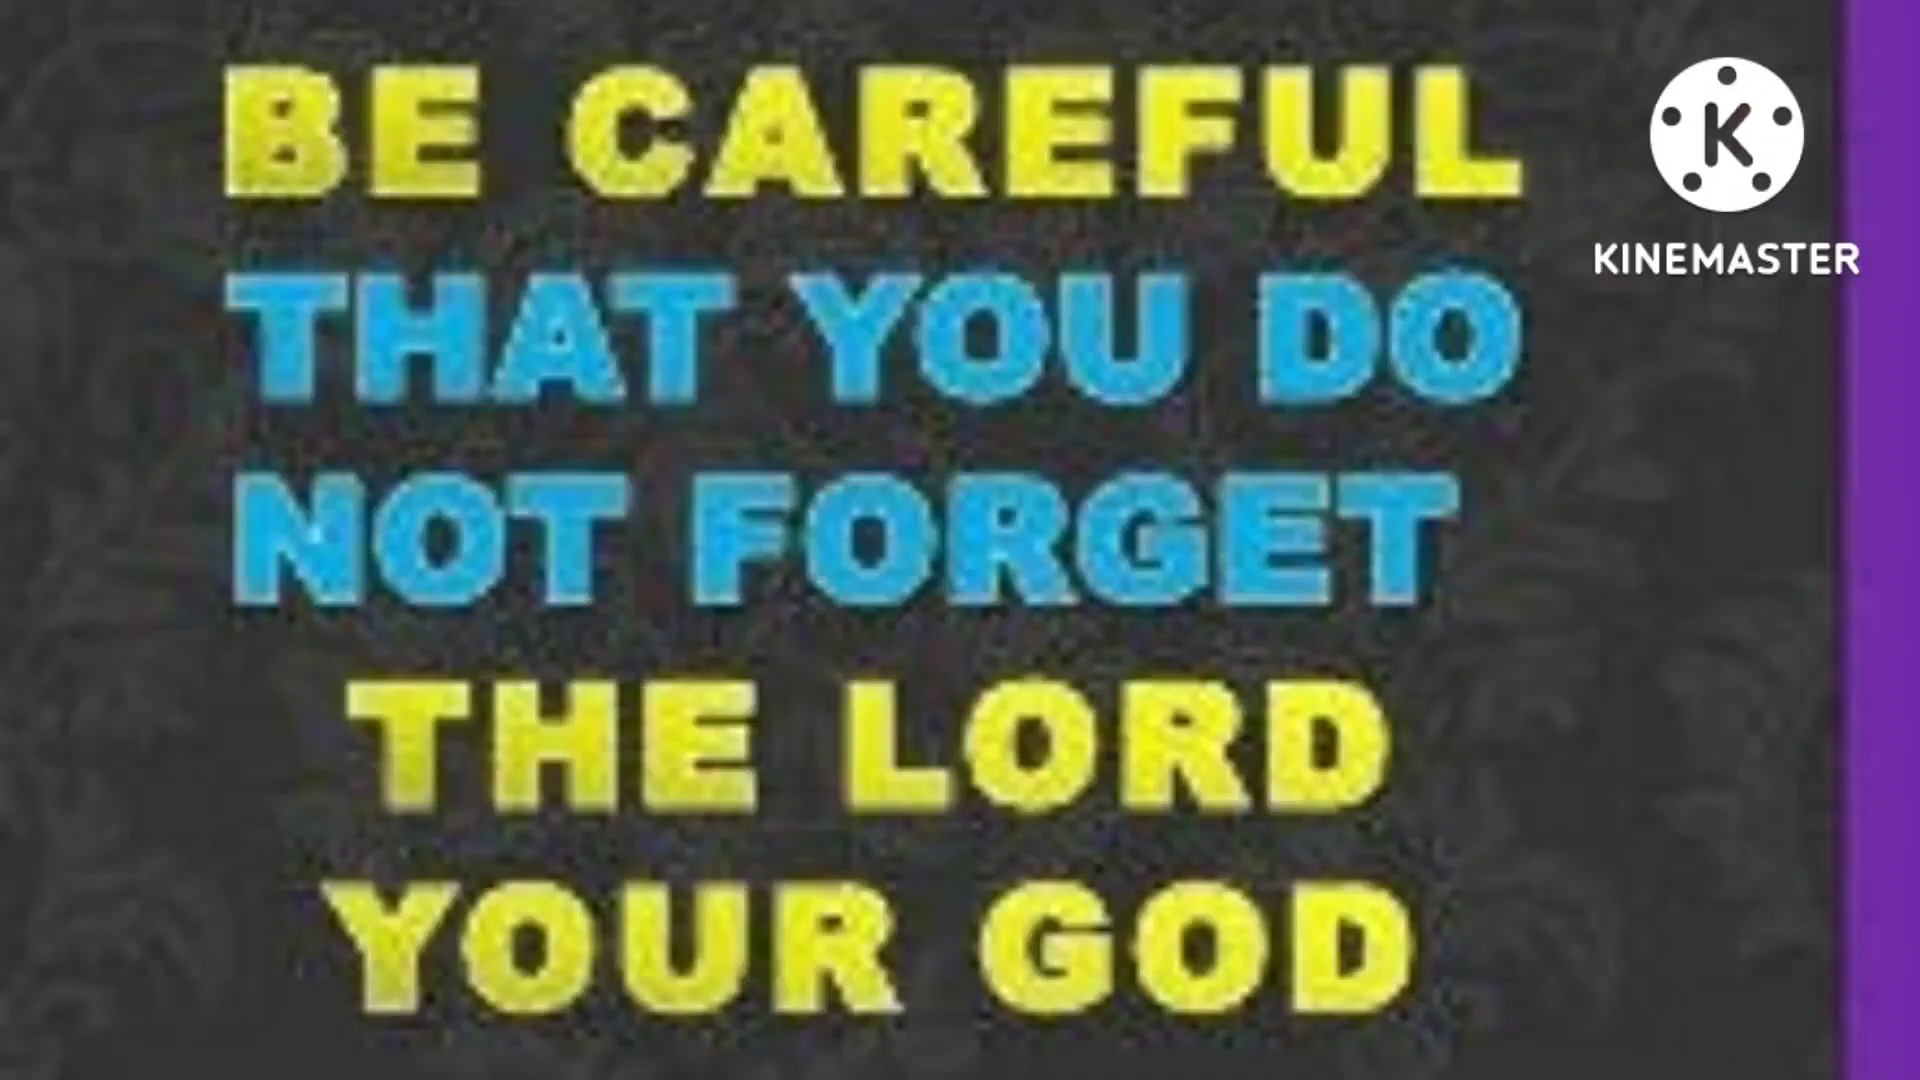 BE CAREFUL
THAT YOU DO
NOT FORGET
THE LORD
YOUR GOD
K
KINEMASTER